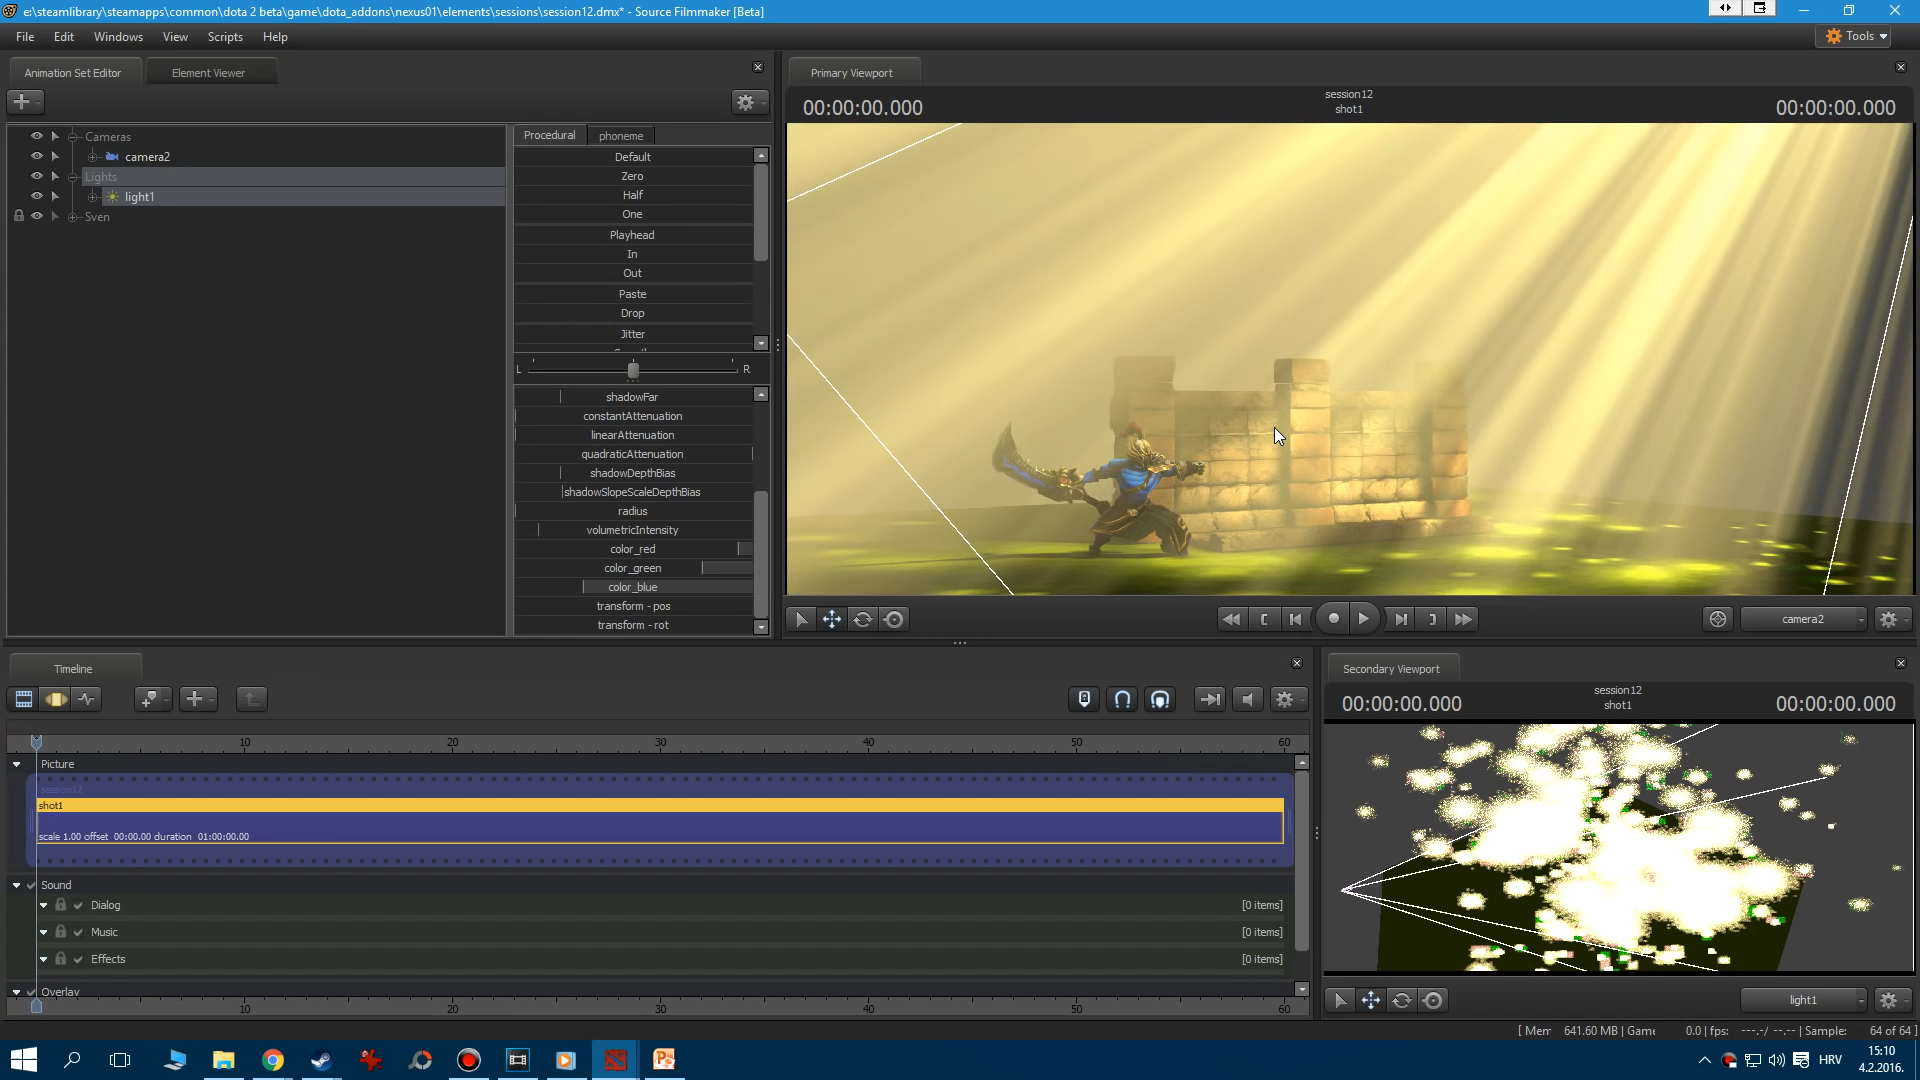 e:\steamlibrary\steamapps\common\dota 2 beta\game\dota_addons\nexus01\elements\sessions\session12.dmx* - Source Filmmaker [Beta]
File Edit Windows View Scripts Help
Tools
Animation Set Editor
Element Viewer
Cameras
camera2
Lights
light1
Sven
Procedural
phoneme
Default
Zero
Half
One
Playhead
In
Out
Paste
Drop
Jitter
L
R
shadowFar
constantAttenuation
linearAttenuation
quadraticAttenuation
shadowDepthBias
shadowSlopeScaleDepthBias
radius
volumetricIntensity
color_red
color_green
color_blue
transform - pos
transform - rot
Primary Viewport
00:00:00.000
session12
shot1
00:00:00.000
camera2
Timeline
10 20 30 40 50 60
Picture
session12
shot1
scale 1.00 offset 00:00.00 duration 01:00:00.00
Sound
Dialog
[0 items]
Music
[0 items]
Effects
[0 items]
Overlay
10 20 30 40 50 60
Secondary Viewport
00:00:00.000
session12
shot1
00:00:00.000
light1
[ Mem 641.60 MB | Game 0.0 | fps: ---.-/ --.-- | Sample: 64 of 64 ]
HRV
15:10
4.2.2016.